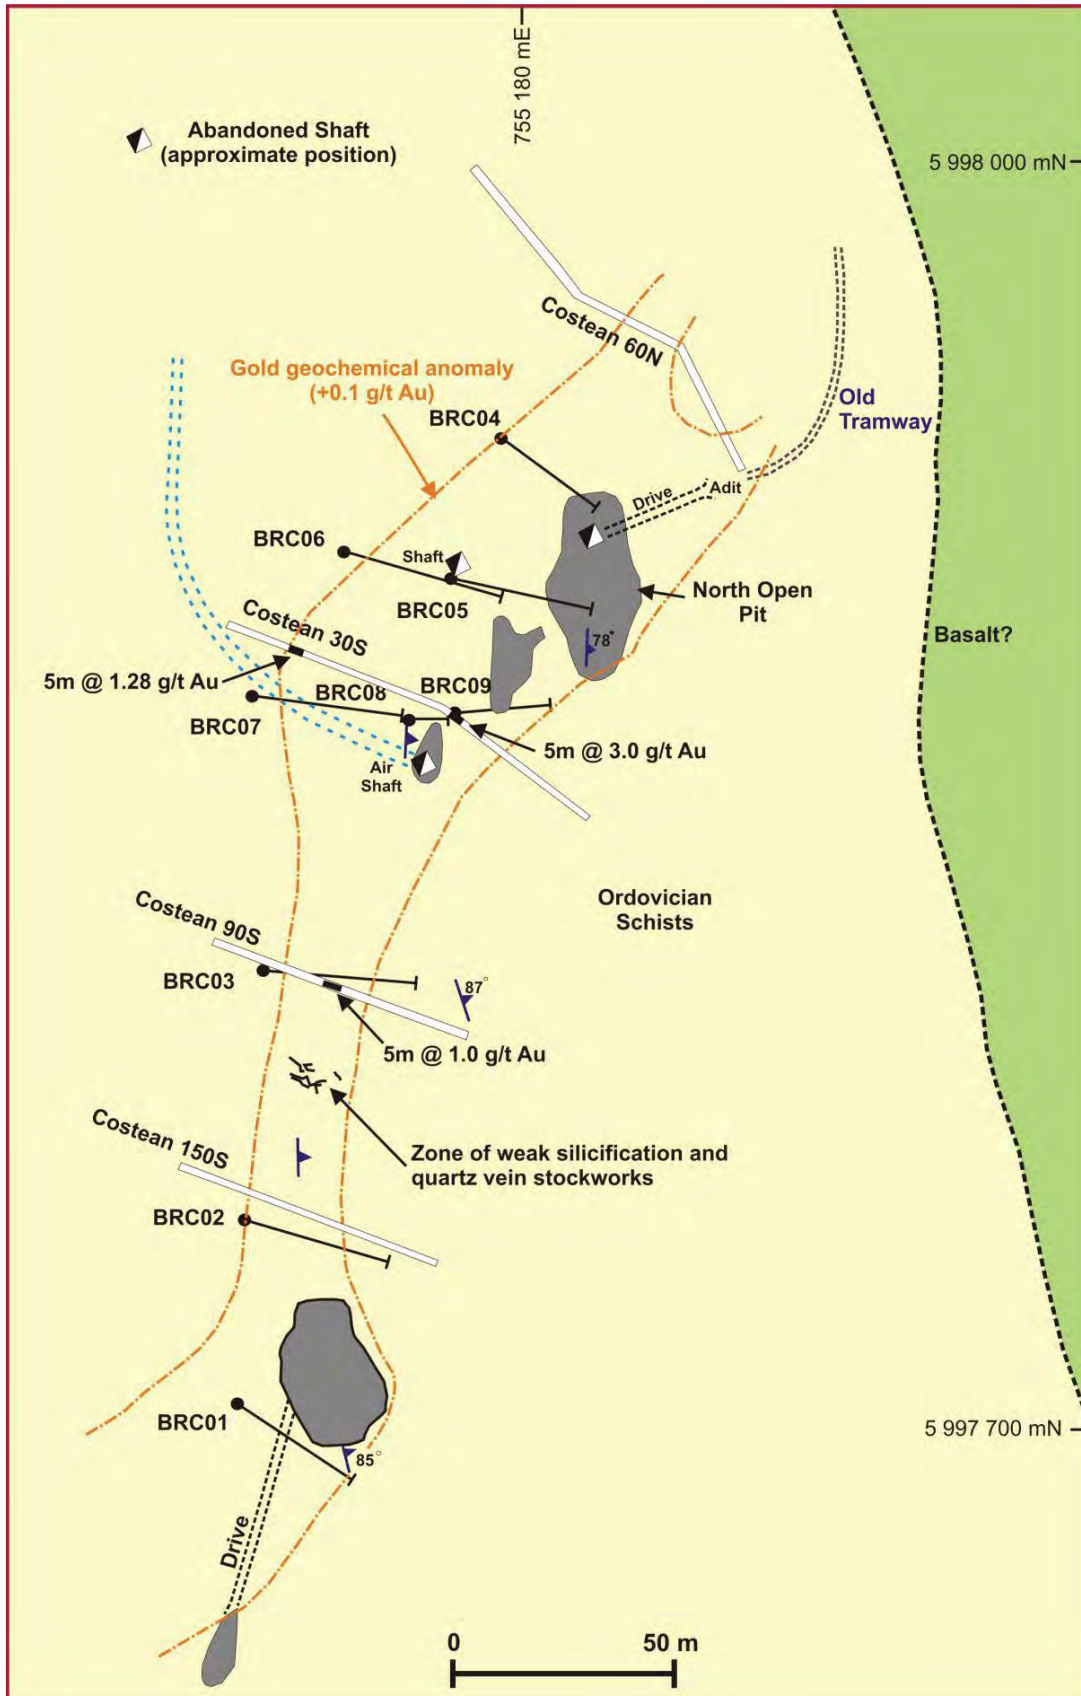 755 180 mE
Abandoned Shaft
(approximate position)
5 998 000 mN
Costean 60N
Gold geochemical anomaly
(+0.1 g/t Au)
Old
Tramway
BRC04
Drive
Adit
BRC06
Shaft
BRC05
North Open
Pit
Costean 30S
78°
Basalt?
5m @ 1.28 g/t Au
BRC08
BRC09
BRC07
5m @ 3.0 g/t Au
Air
Shaft
Ordovician
Schists
Costean 90S
BRC03
87°
5m @ 1.0 g/t Au
Costean 150S
Zone of weak silicification and
quartz vein stockworks
BRC02
BRC01
5 997 700 mN
85°
Drive
0
50 m